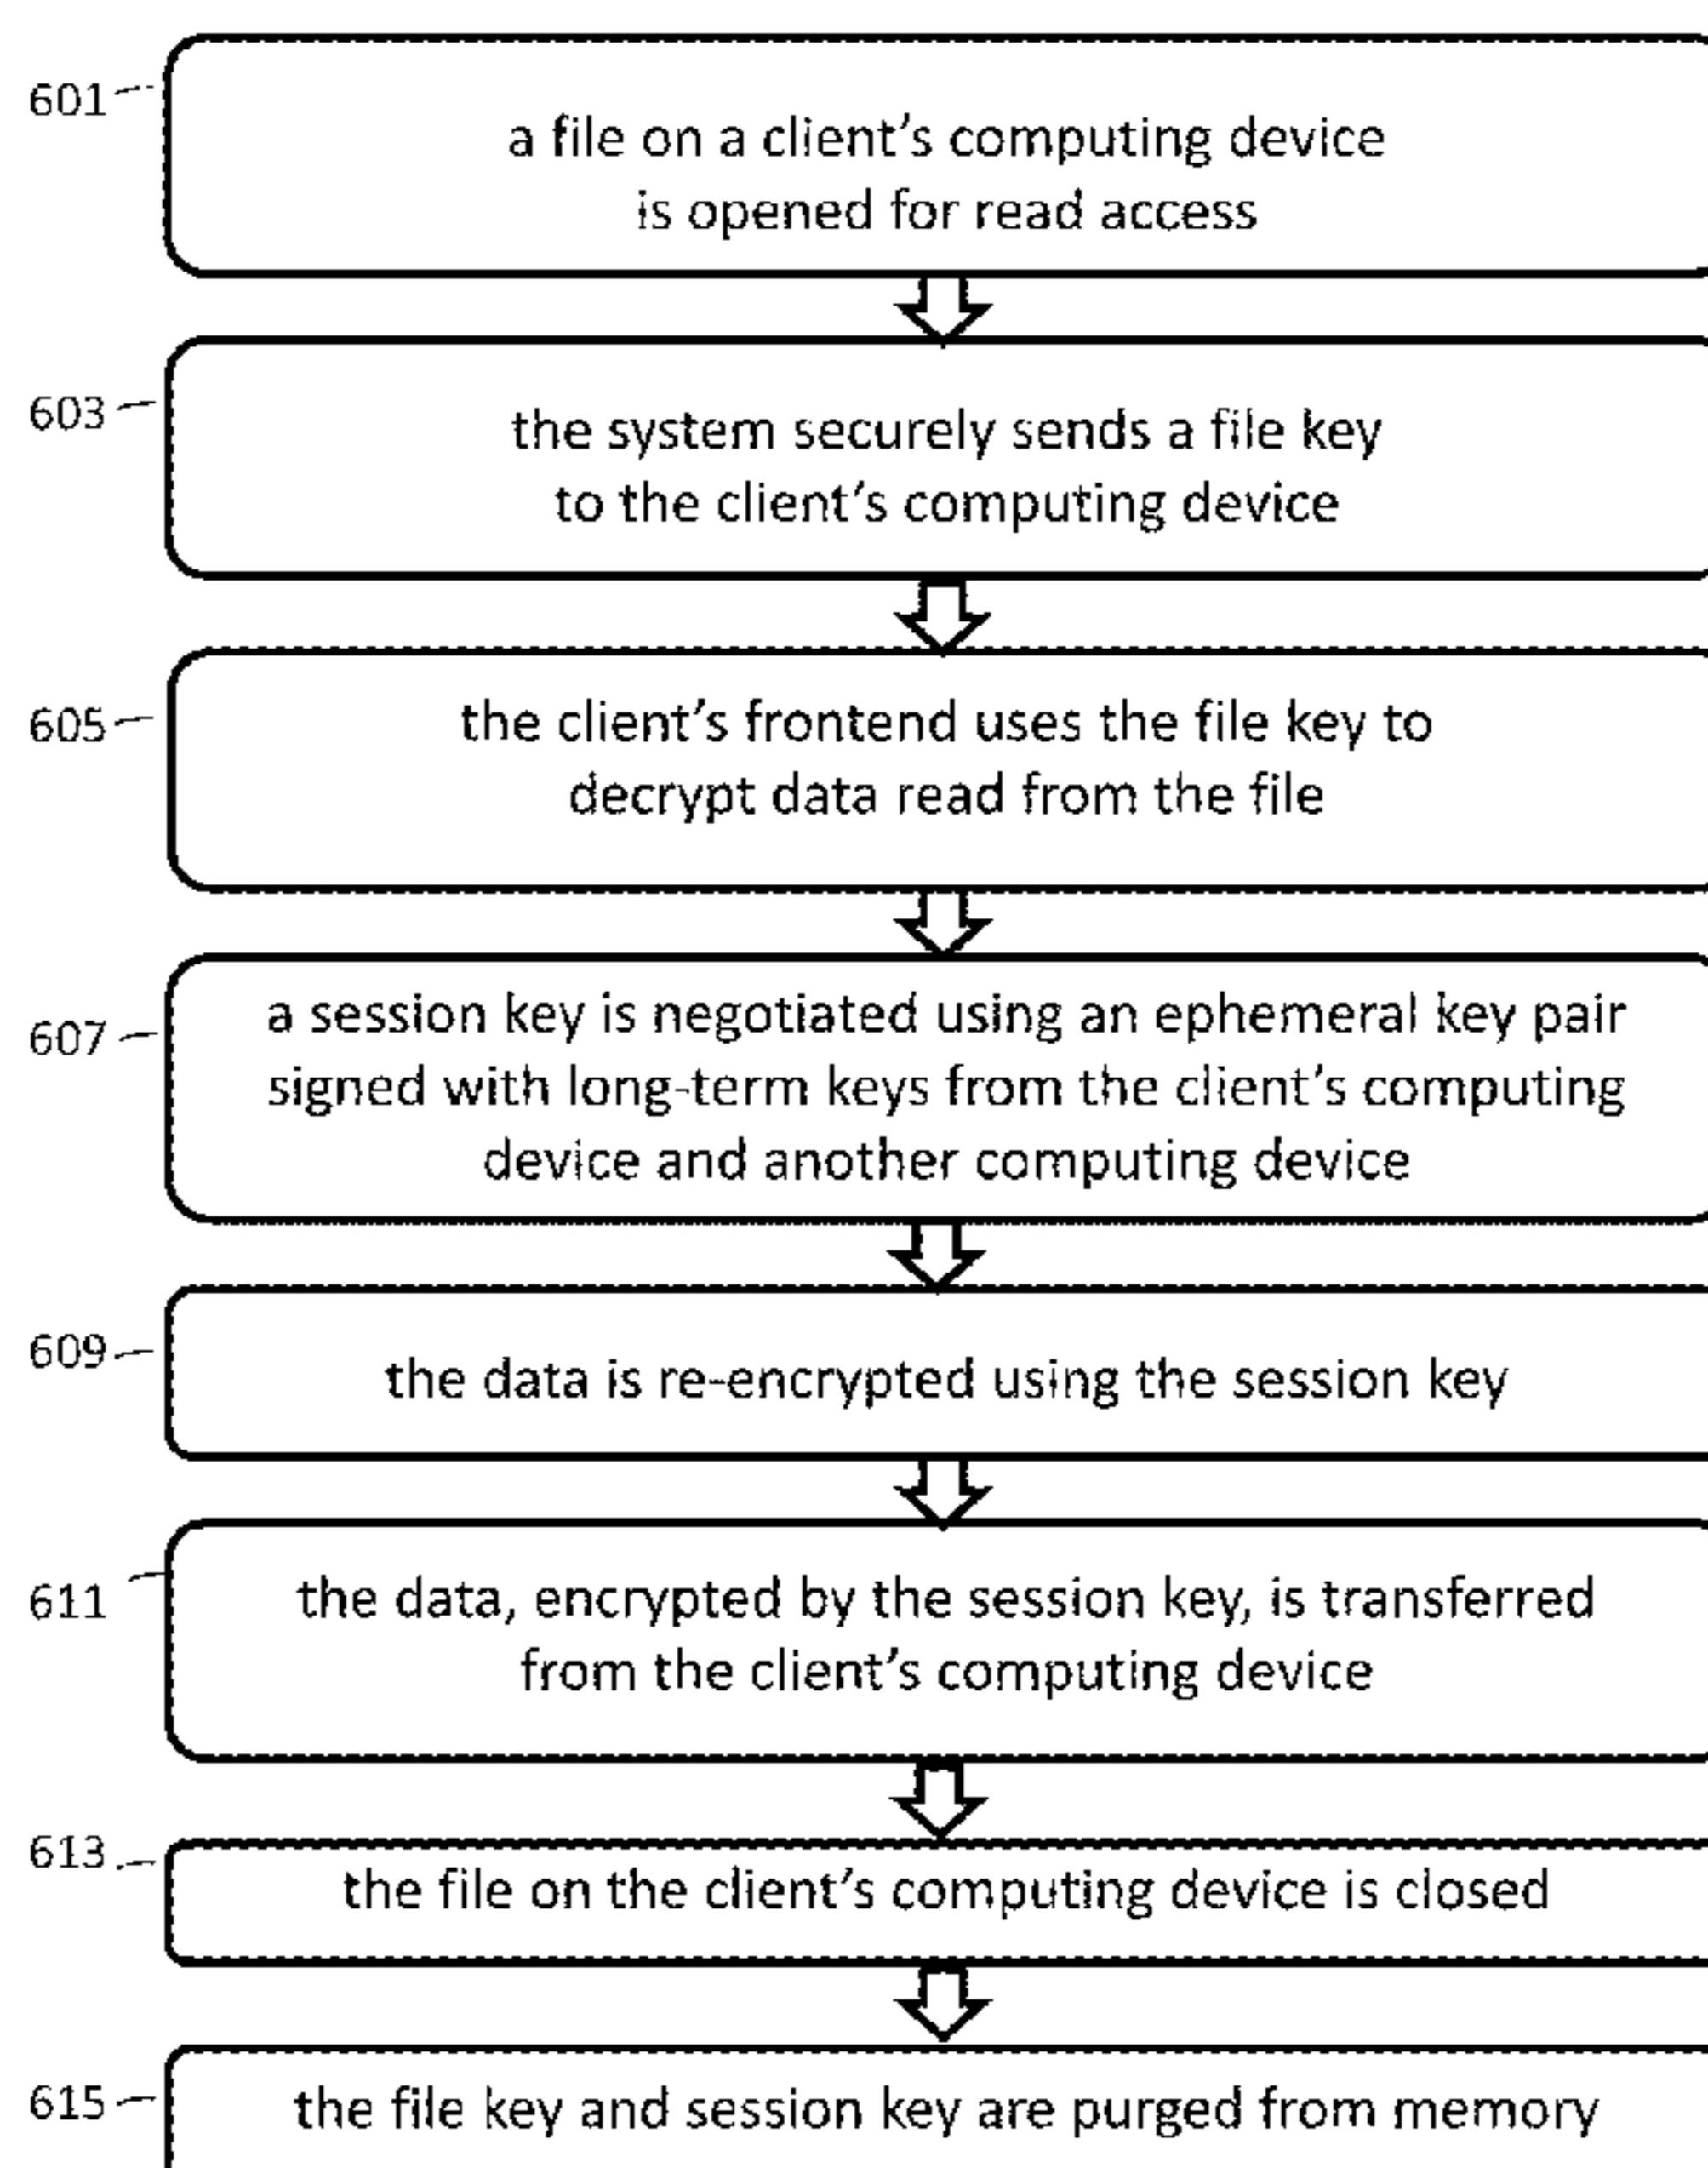 601
a file on a client's computing device
is opened for read access
603
the system securely sends a file key
to the client's computing device
605
the client's frontend uses the file key to
decrypt data read from the file
607
a session key is negotiated using an ephemeral key pair
signed with long-term keys from the client's computing
device and another computing device
609
the data is re-encrypted using the session key
611
the data, encrypted by the session key, is transferred
from the client's computing device
613
the file on the client's computing device is closed
615
the file key and session key are purged from memory